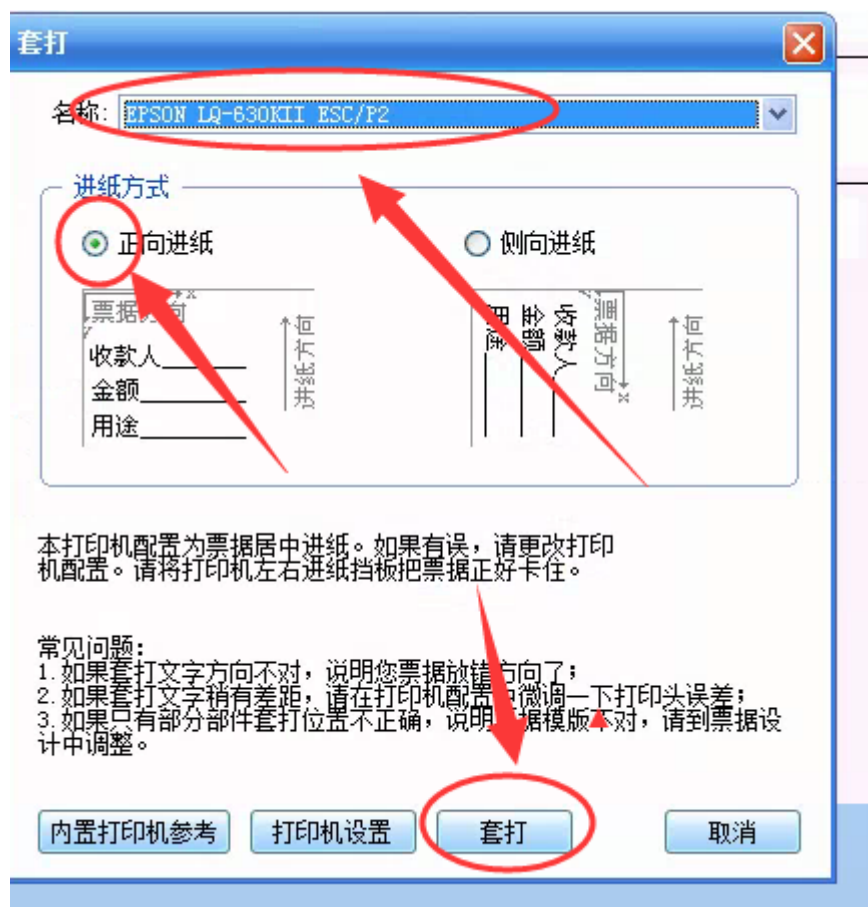 套打
名称: EPSON LQ-630KII ESC/P2
进纸方式
正向进纸
侧向进纸
票据方向
x
y
收款人
金额
用途
进纸方向
票据方向
x
收款人
金额
用途
进纸方向
本打印机配置为票据居中进纸。如果有误，请更改打印
机配置。请将打印机左右进纸挡板把票据正好卡住。
常见问题:
1.如果套打文字方向不对，说明您票据放错方向了；
2.如果套打文字稍有差距，请在打印机配置中微调一下打印头误差；
3.如果只有部分部件套打位置不正确，说明票据模版不对，请到票据设
计中调整。
内置打印机参考
打印机设置
套打
取消